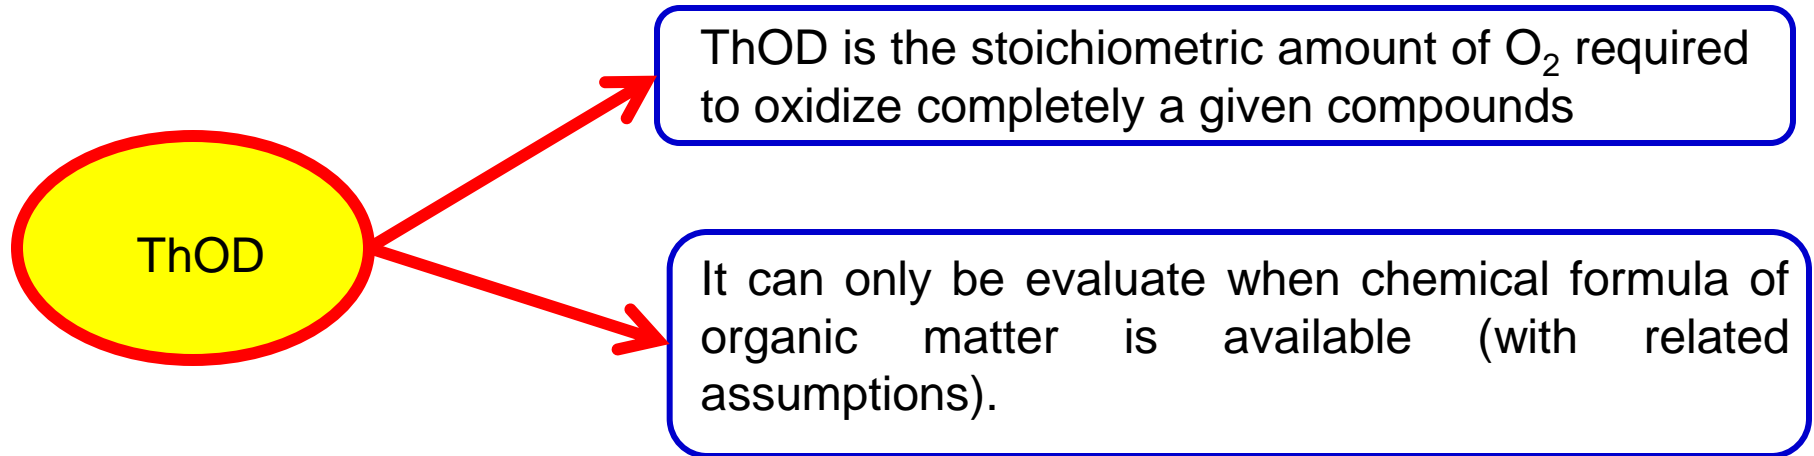 ThOD is the stoichiometric amount of O₂ required
to oxidize completely a given compounds
ThOD
It can only be evaluate when chemical formula of
organic matter is available (with related
assumptions).